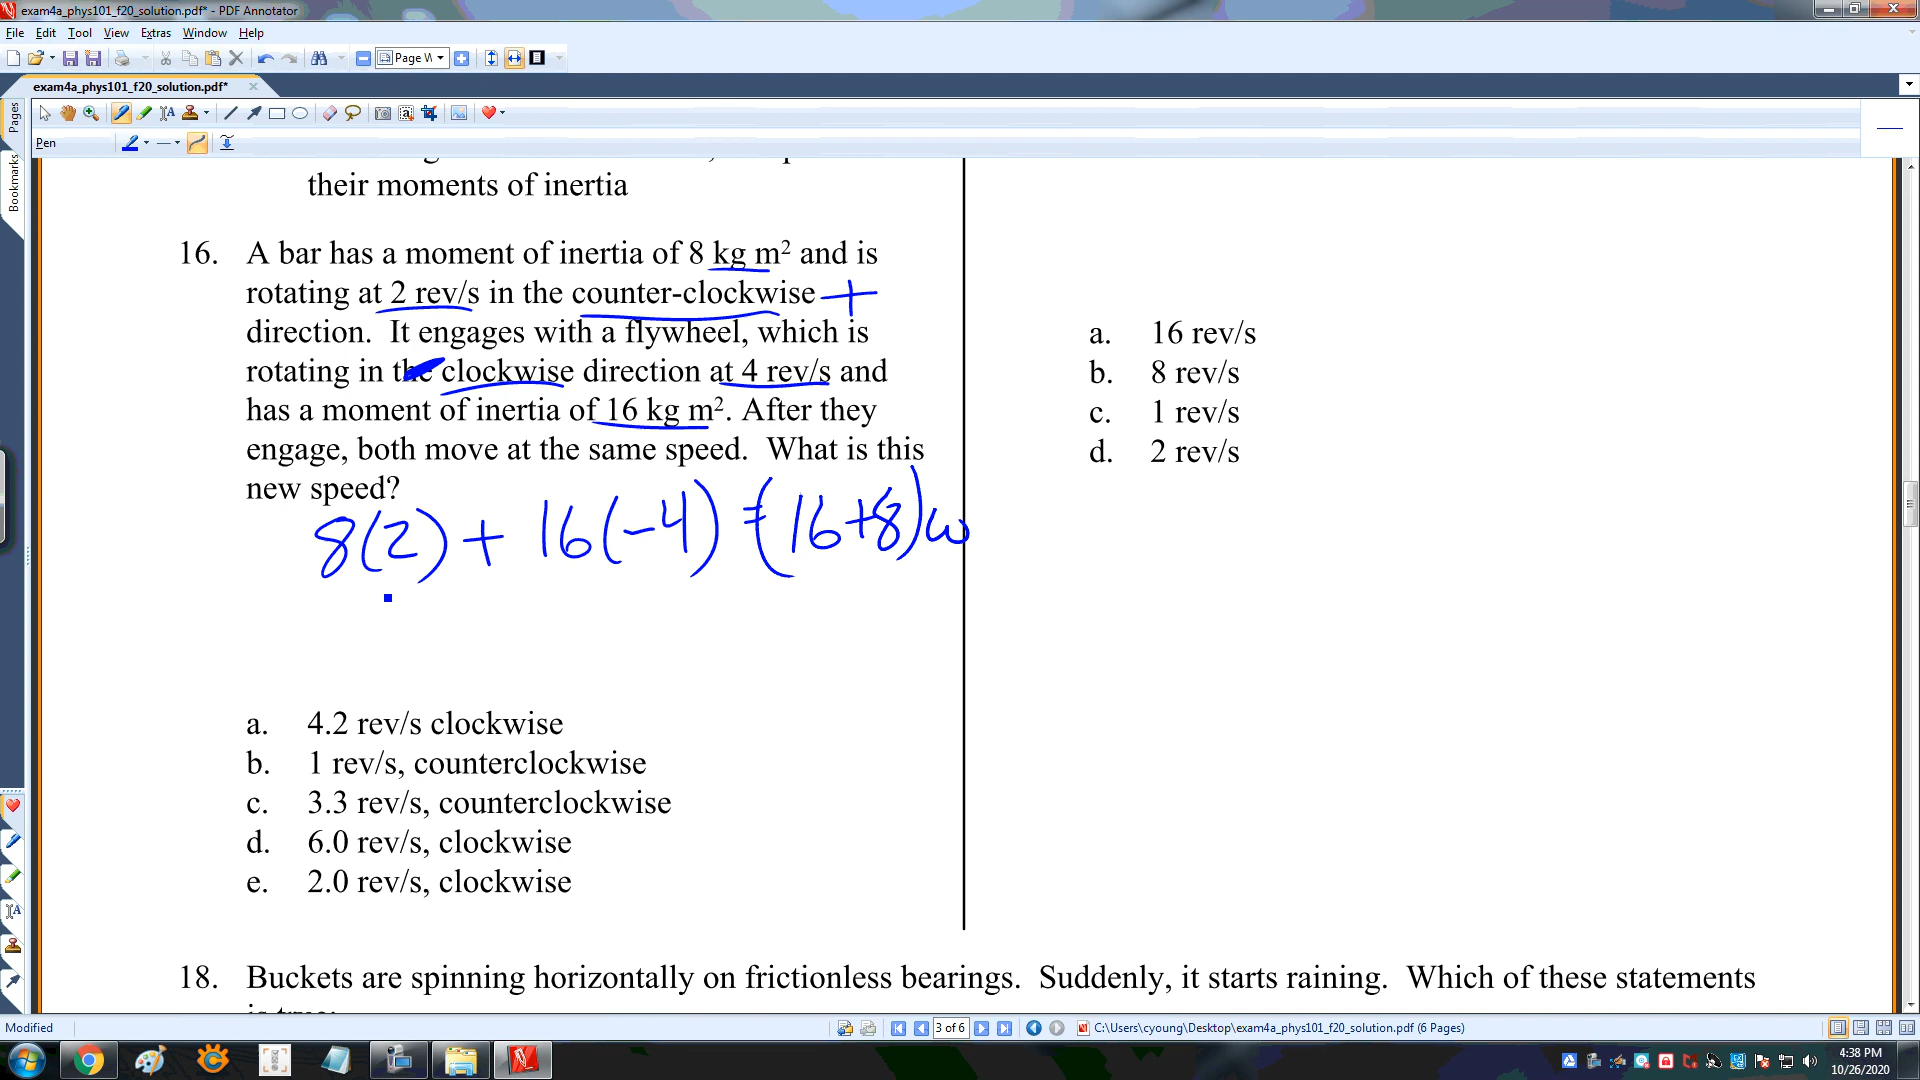 exam4a_phys101_f20_solution.pdf* - PDF Annotator
File Edit Tool View Extras Window Help
Page W
exam4a_phys101_f20_solution.pdf*
Pen
Pages
Bookmarks
their moments of inertia
16. A bar has a moment of inertia of 8 kg m² and is
rotating at 2 rev/s in the counter-clockwise +
direction. It engages with a flywheel, which is
rotating in the clockwise direction at 4 rev/s and
has a moment of inertia of 16 kg m². After they
engage, both move at the same speed. What is this
new speed?
8(2) + 16(-4) = (16+8)ω
a. 4.2 rev/s clockwise
b. 1 rev/s, counterclockwise
c. 3.3 rev/s, counterclockwise
d. 6.0 rev/s, clockwise
e. 2.0 rev/s, clockwise
a. 16 rev/s
b. 8 rev/s
c. 1 rev/s
d. 2 rev/s
18. Buckets are spinning horizontally on frictionless bearings. Suddenly, it starts raining. Which of these statements
Modified
3 of 6
C:\Users\cyoung\Desktop\exam4a_phys101_f20_solution.pdf (6 Pages)
4:38 PM
10/26/2020